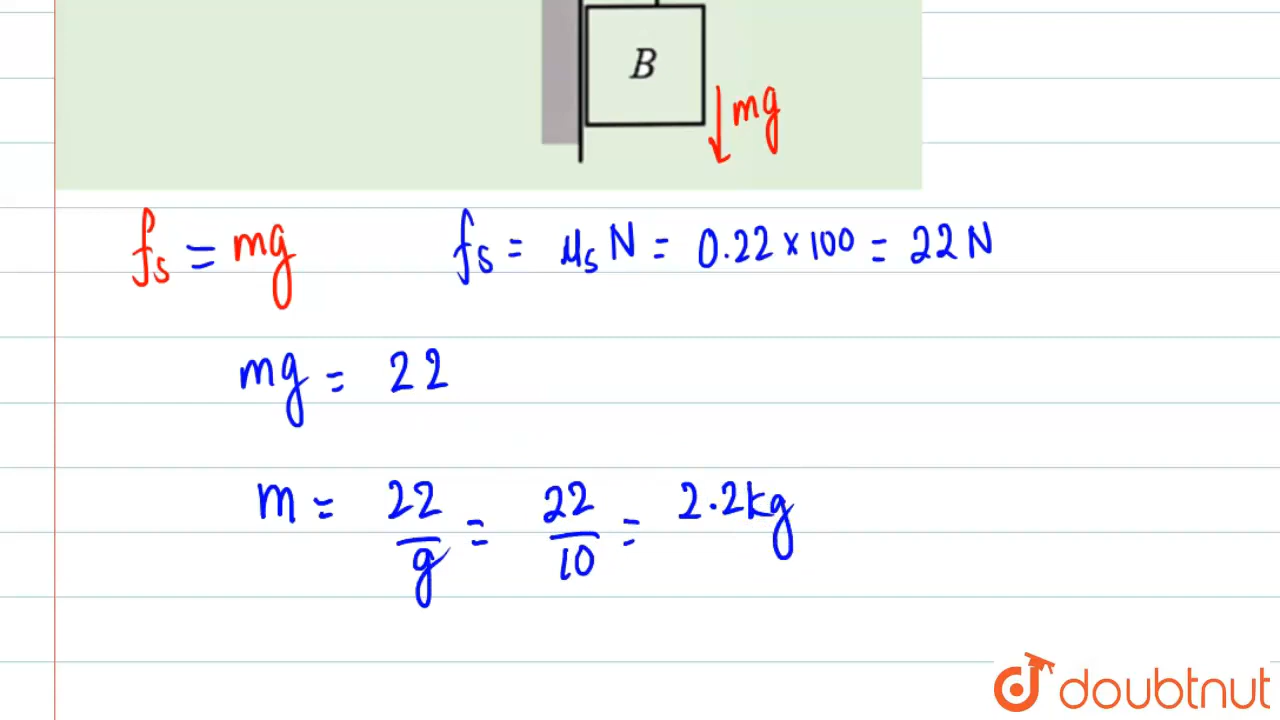 B
mg
fs = mg
fs = μs N = 0.22 × 100 = 22 N
mg = 22
m = 22/g = 22/10 = 2.2kg
doubtnut